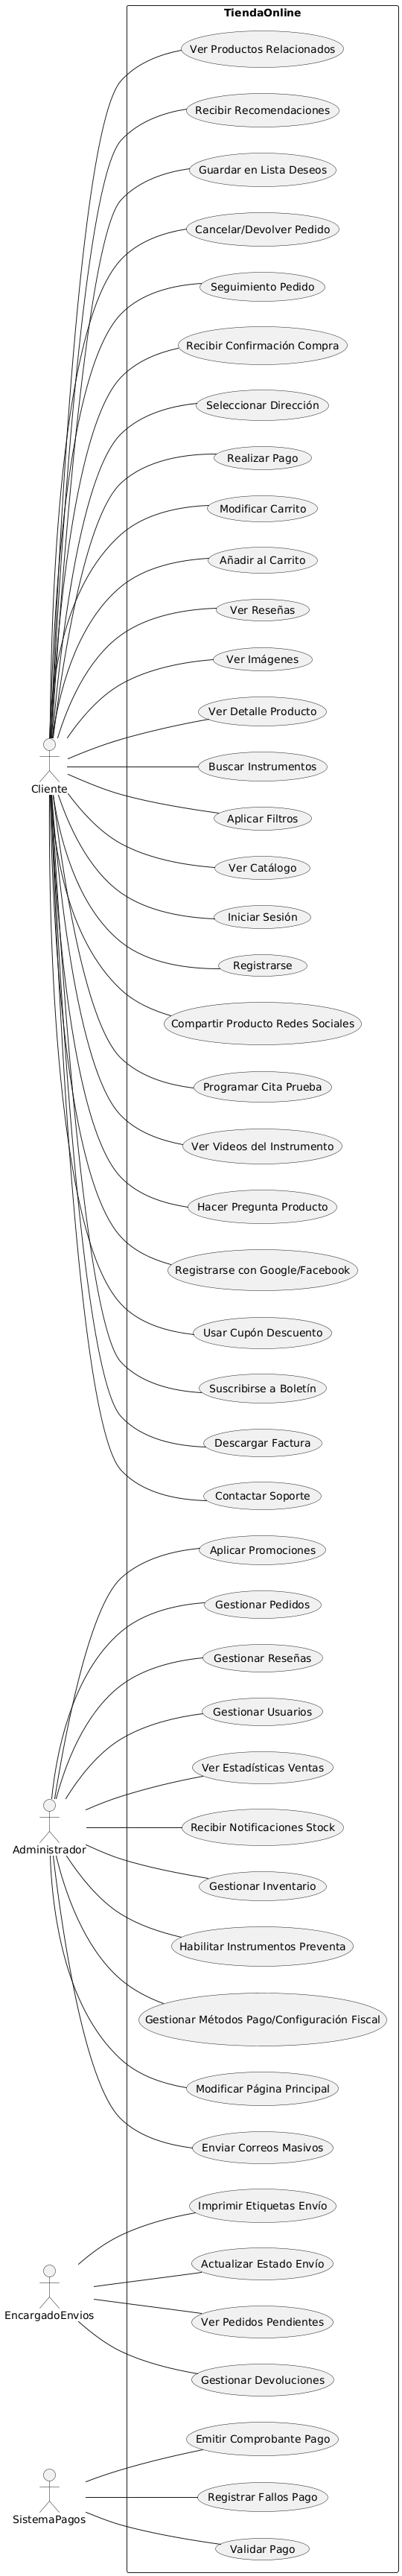 TiendaOnline
Ver Productos Relacionados
Recibir Recomendaciones
Guardar en Lista Deseos
Cancelar/Devolver Pedido
Seguimiento Pedido
Recibir Confirmación Compra
Seleccionar Dirección
Realizar Pago
Modificar Carrito
Añadir al Carrito
Ver Reseñas
Ver Imágenes
Ver Detalle Producto
Buscar Instrumentos
Cliente
Aplicar Filtros
Ver Catálogo
Iniciar Sesión
Registrarse
Compartir Producto Redes Sociales
Programar Cita Prueba
Ver Videos del Instrumento
Hacer Pregunta Producto
Registrarse con Google/Facebook
Usar Cupón Descuento
Suscribirse a Boletín
Descargar Factura
Contactar Soporte
Aplicar Promociones
Gestionar Pedidos
Gestionar Reseñas
Gestionar Usuarios
Ver Estadísticas Ventas
Recibir Notificaciones Stock
Administrador
Gestionar Inventario
Habilitar Instrumentos Preventa
Gestionar Métodos Pago/Configuración Fiscal
Modificar Página Principal
Enviar Correos Masivos
Imprimir Etiquetas Envío
Actualizar Estado Envío
EncargadoEnvios
Ver Pedidos Pendientes
Gestionar Devoluciones
Emitir Comprobante Pago
Registrar Fallos Pago
SistemaPagos
Validar Pago